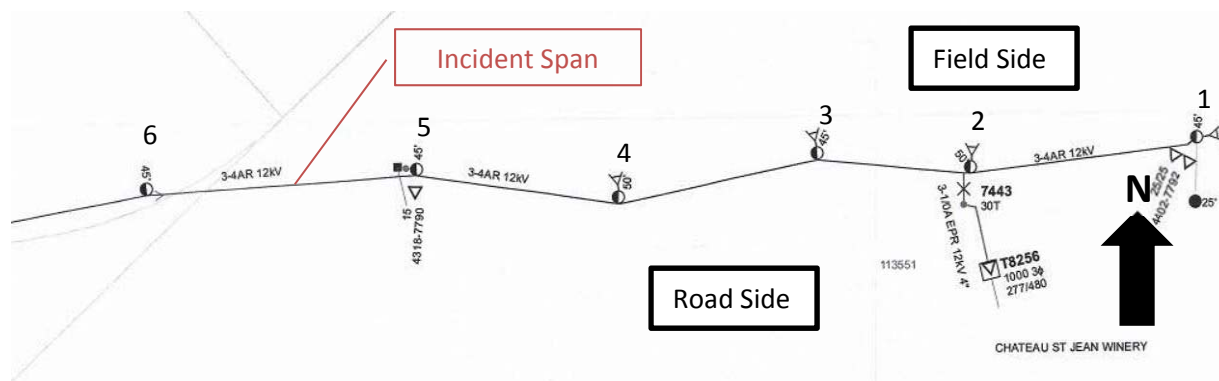 Incident Span
Field Side
1
45'
3
45'
2
50'
6
45'
5
45'
4
50'
3-4AR 12kV
3-4AR 12kV
3-4AR 12kV
15
4318-7790
7443
30T
3-1/0A EPR 12kV 4"
25/25
4402-7792
N
25'
T8256
1000 3ϕ
277/480
113551
Road Side
CHATEAU ST JEAN WINERY